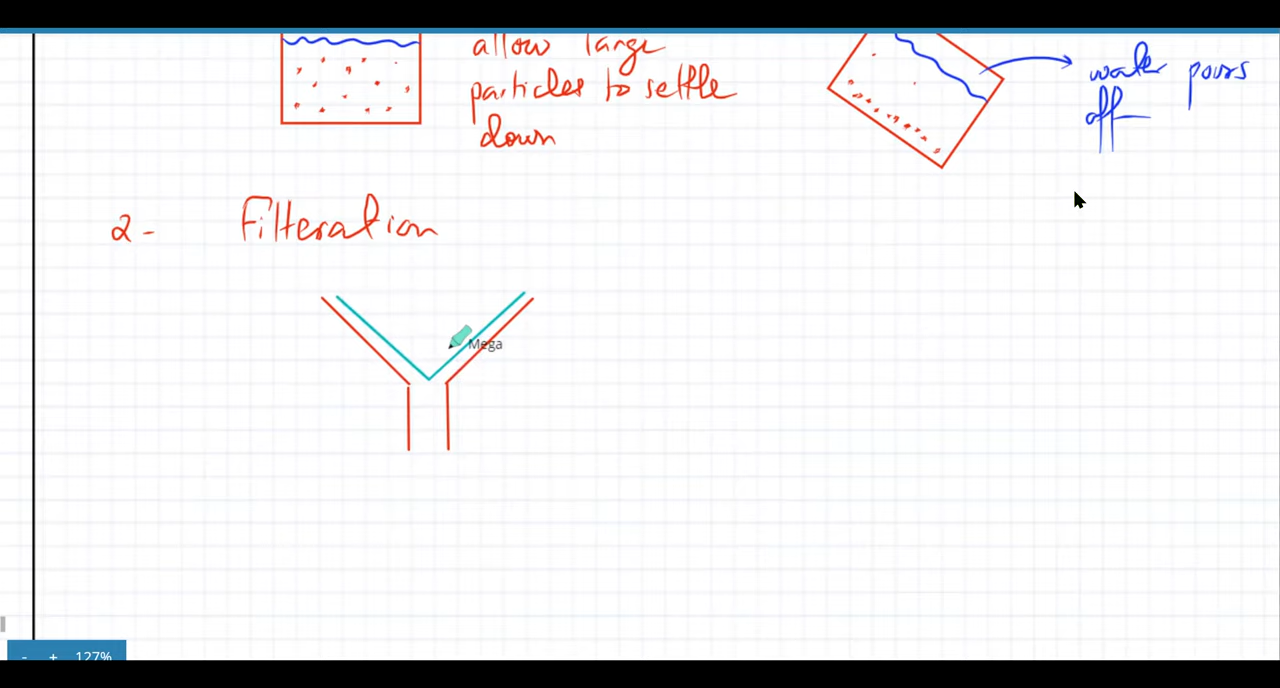 allow large
particles to settle
down
water pours
off
2- Filteration
Mega
- + 127%